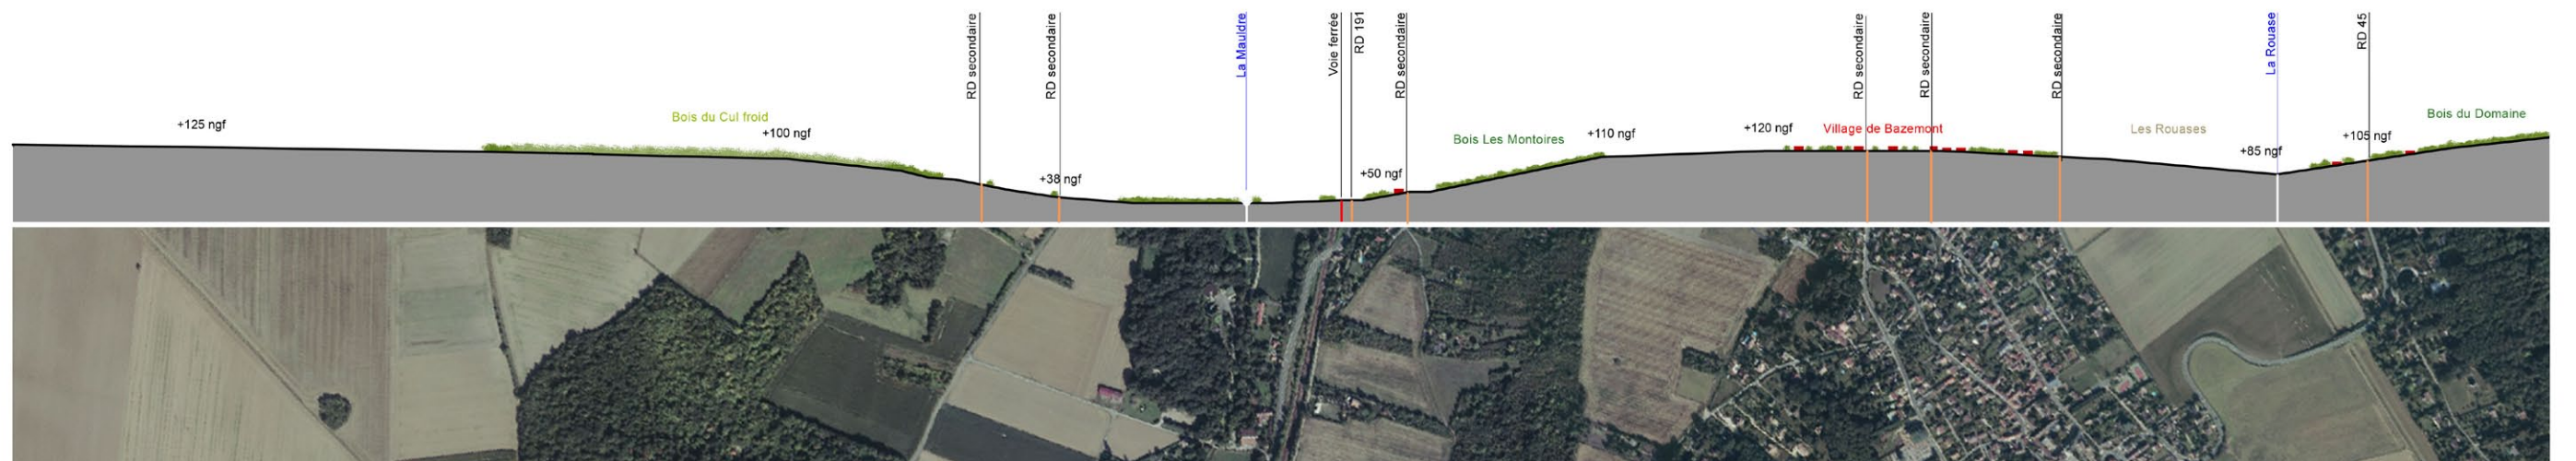 +125 ngf
Bois du Cul froid
+100 ngf
RD secondaire
RD secondaire
+38 ngf
La Mauldre
Voie ferrée
RD 191
RD secondaire
+50 ngf
Bois Les Montoires
+110 ngf
+120 ngf
Village de Bazemont
RD secondaire
RD secondaire
RD secondaire
Les Rouases
La Rouase
+85 ngf
RD 45
+105 ngf
Bois du Domaine